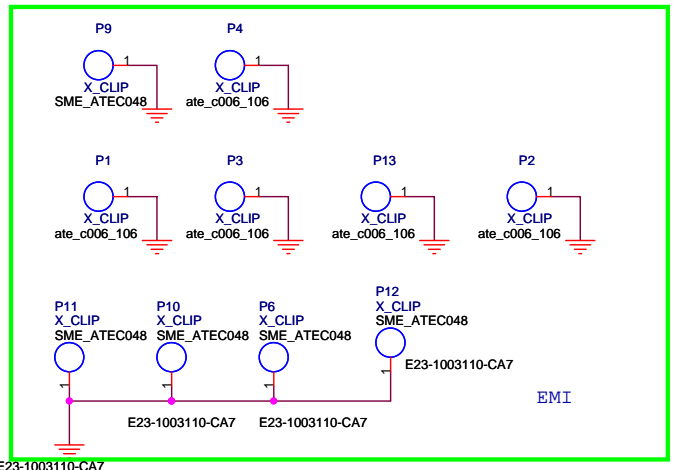 P9
P4
1
1
X_CLIP
X_CLIP
SME_ATEC048
ate_c006_106
P1
P3
P13
P2
1
1
1
1
X_CLIP
X_CLIP
X_CLIP
X_CLIP
ate_c006_106
ate_c006_106
ate_c006_106
ate_c006_106
P11
P10
P6
P12
X_CLIP
X_CLIP
X_CLIP
X_CLIP
SME_ATEC048
SME_ATEC048
SME_ATEC048
SME_ATEC048
E23-1003110-CA7
1
1
1
1
EMI
E23-1003110-CA7
E23-1003110-CA7
E23-1003110-CA7